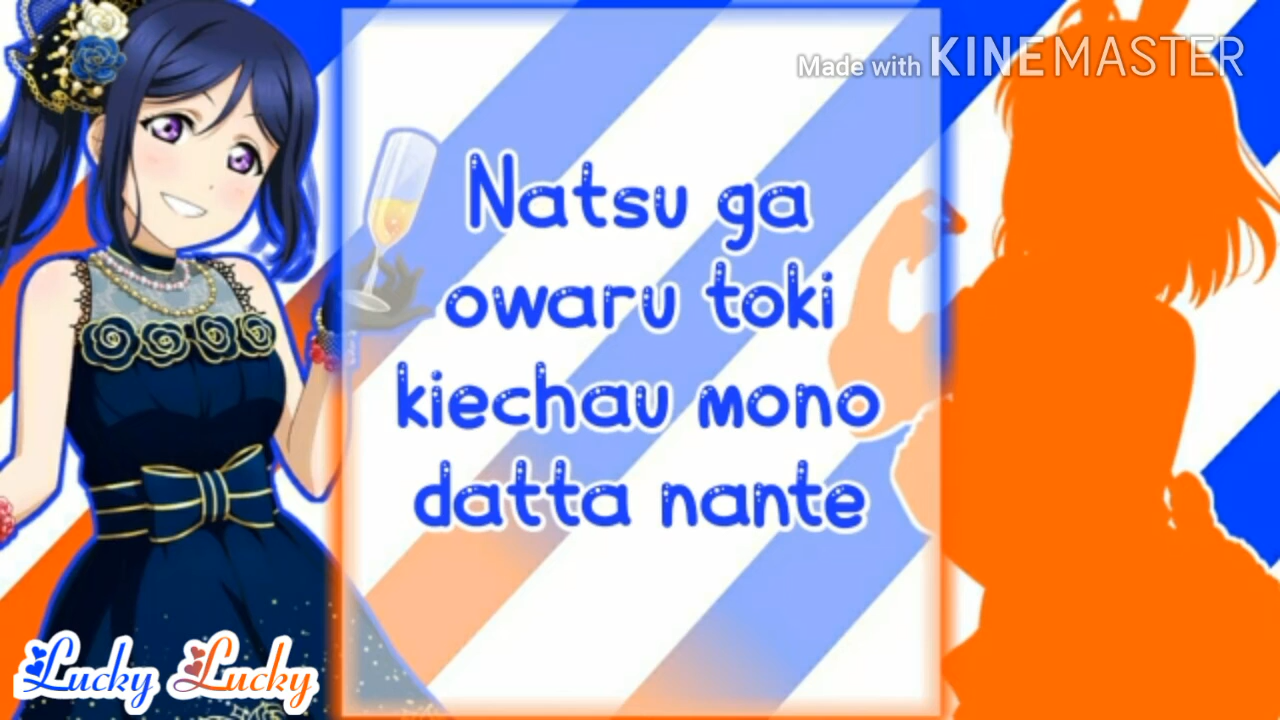 Made with KINEMASTER
Natsu ga
owaru toki
kiechau mono
datta nante
Lucky Lucky